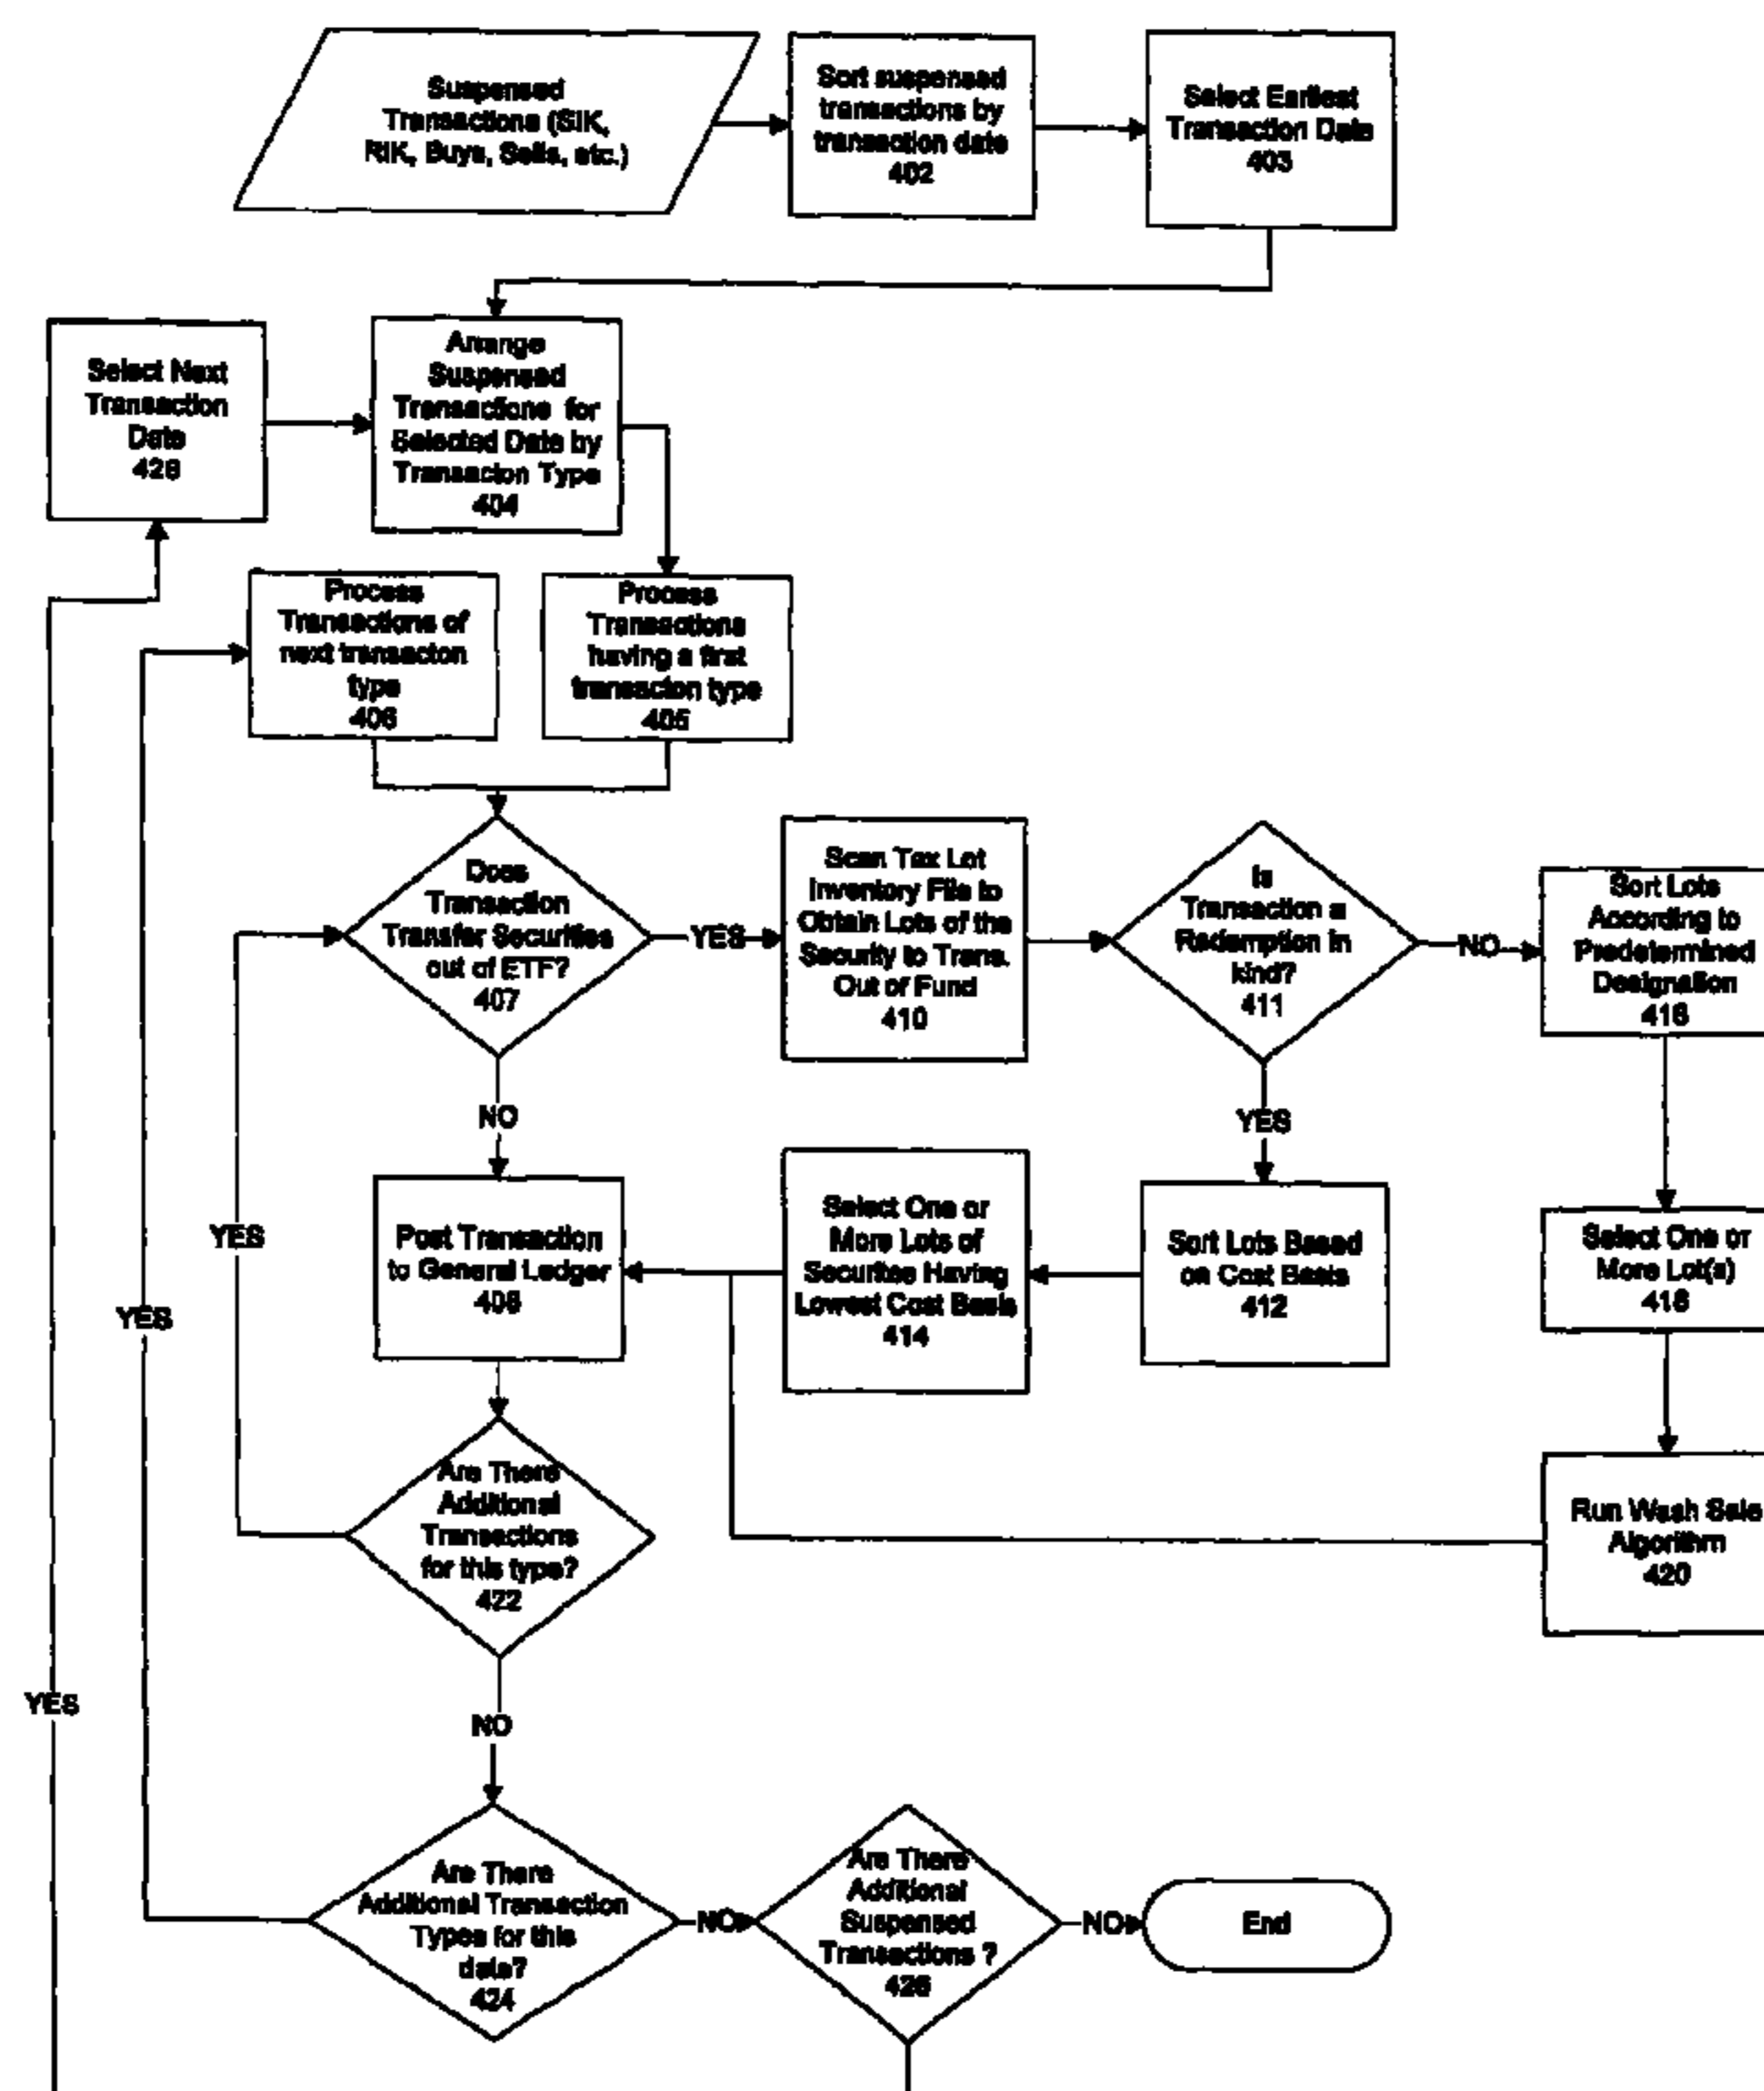 Suspensed
Transactions (SIK,
RIK, Buys, Sells, etc.)
Sort suspensed
transactions by
transaction date
402
Select Earliest
Transaction Date
403
Select Next
Transaction
Date
428
Arrange
Suspensed
Transactions for
Selected Date by
Transacton Type
404
Process
Transactions of
next transacton
type
406
Process
Transactions
having a first
transacton type
405
Does
Transaction
Transfer Securities
out of ETF?
407
YES
Scan Tax Lot
Inventory File to
Obtain Lots of the
Security to Trans.
Out of Fund
410
Is
Transaction a
Redemption in
kind?
411
NO
Sort Lots
According to
Predetermined
Designation
416
NO
YES
YES
Post Transaction
to General Ledger
408
Select One or
More Lots of
Securites Having
Lowest Cost Basis
414
Sort Lots Based
on Cost Basis
412
Select One or
More Lot(s)
418
YES
Are There
Additional
Transactions
for this type?
422
Run Wash Sale
Algorithm
420
YES
NO
Are There
Additional Transaction
Types for this
date?
424
NO
Are There
Additional
Suspensed
Transactions ?
426
NO
End